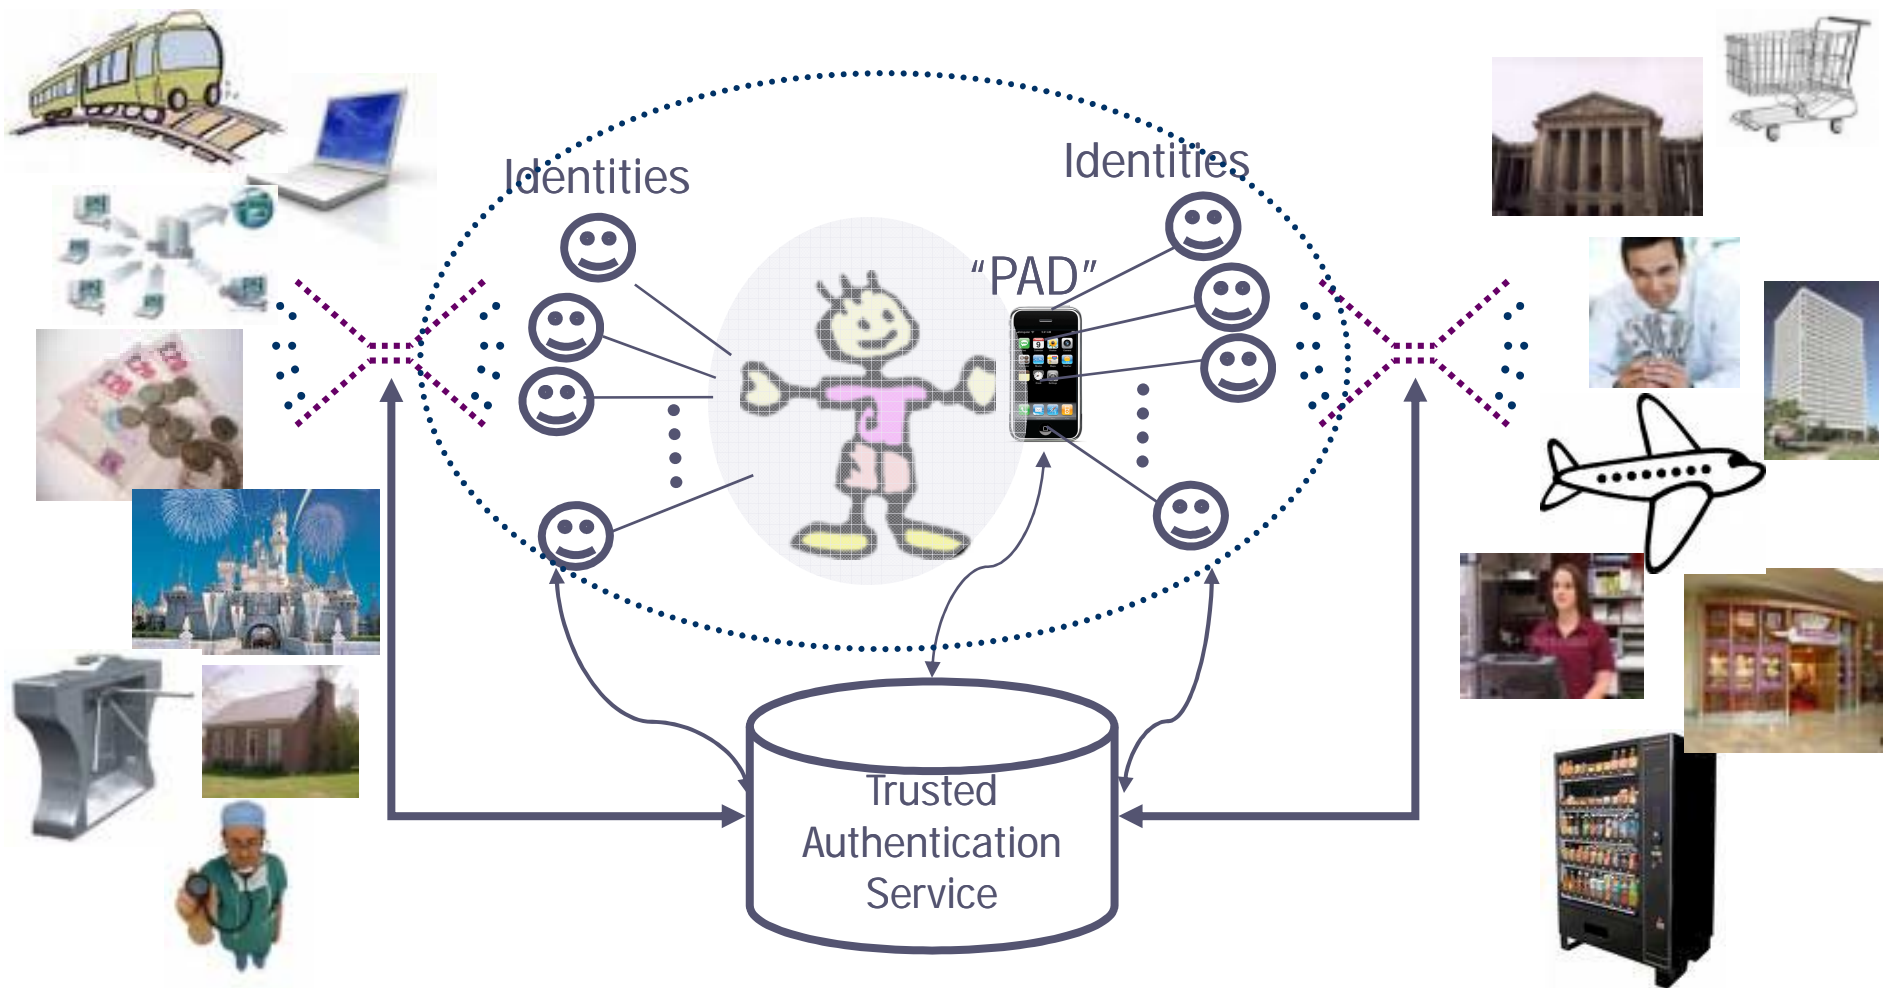 Identities
Identities
“PAD”
Trusted
Authentication
Service